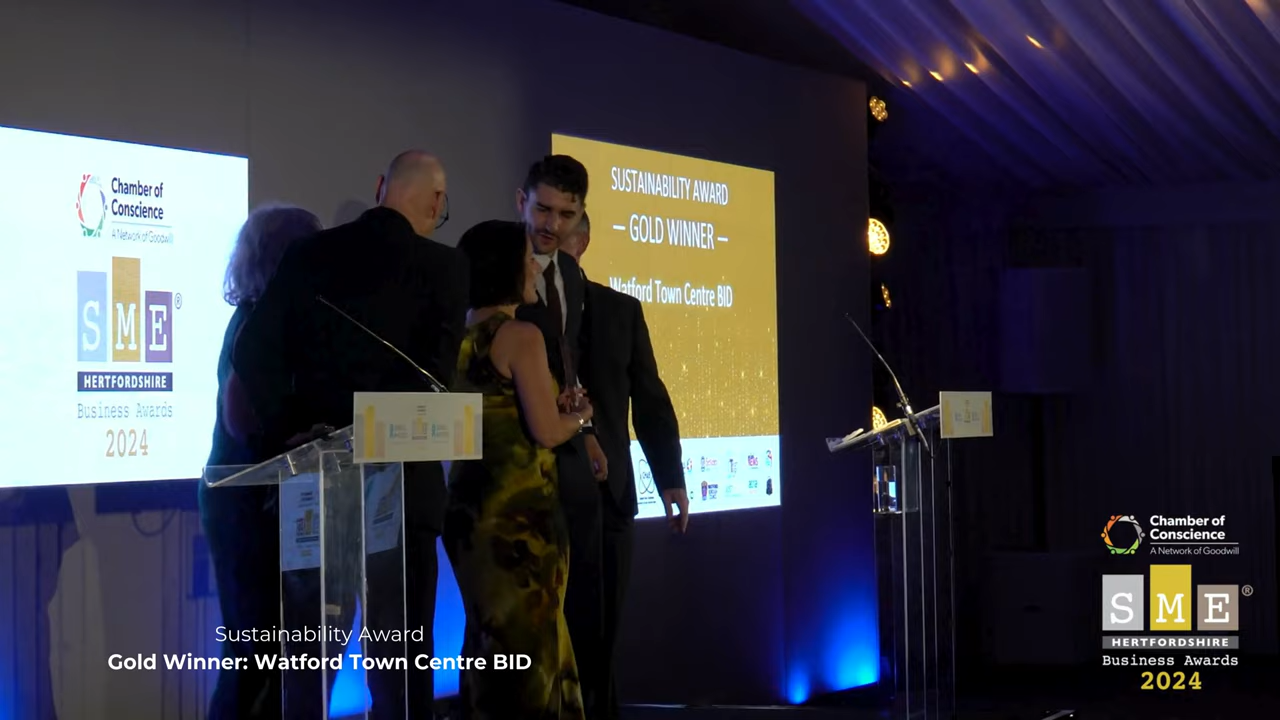 Chamber of
Conscience
A Network of Goodwill
SME®
HERTFORDSHIRE
Business Awards
2024
SUSTAINABILITY AWARD
— GOLD WINNER —
Watford Town Centre BID
Sustainability Award
Gold Winner: Watford Town Centre BID
Chamber of
Conscience
A Network of Goodwill
SME®
HERTFORDSHIRE
Business Awards
2024